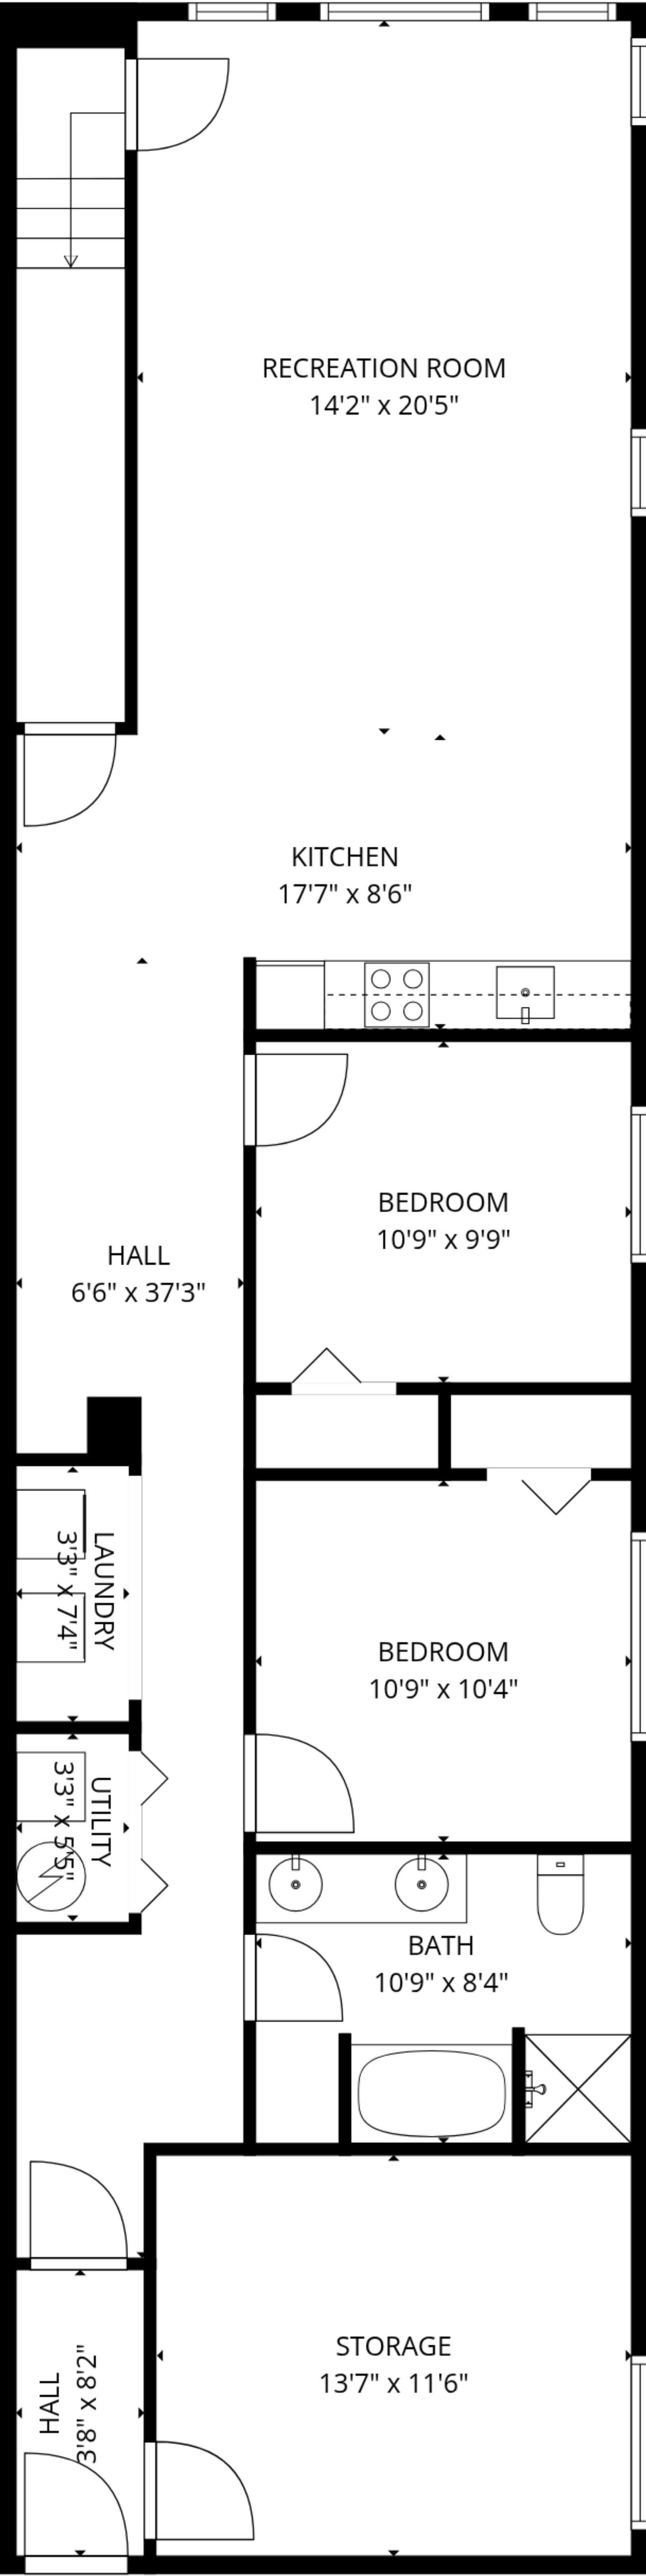 RECREATION ROOM
14'2" x 20'5"
KITCHEN
17'7" x 8'6"
BEDROOM
10'9" x 9'9"
HALL
6'6" x 37'3"
LAUNDRY
3'3" x 7'4"
BEDROOM
10'9" x 10'4"
UTILITY
3'3" x 5'5"
BATH
10'9" x 8'4"
STORAGE
13'7" x 11'6"
HALL
3'8" x 8'2"